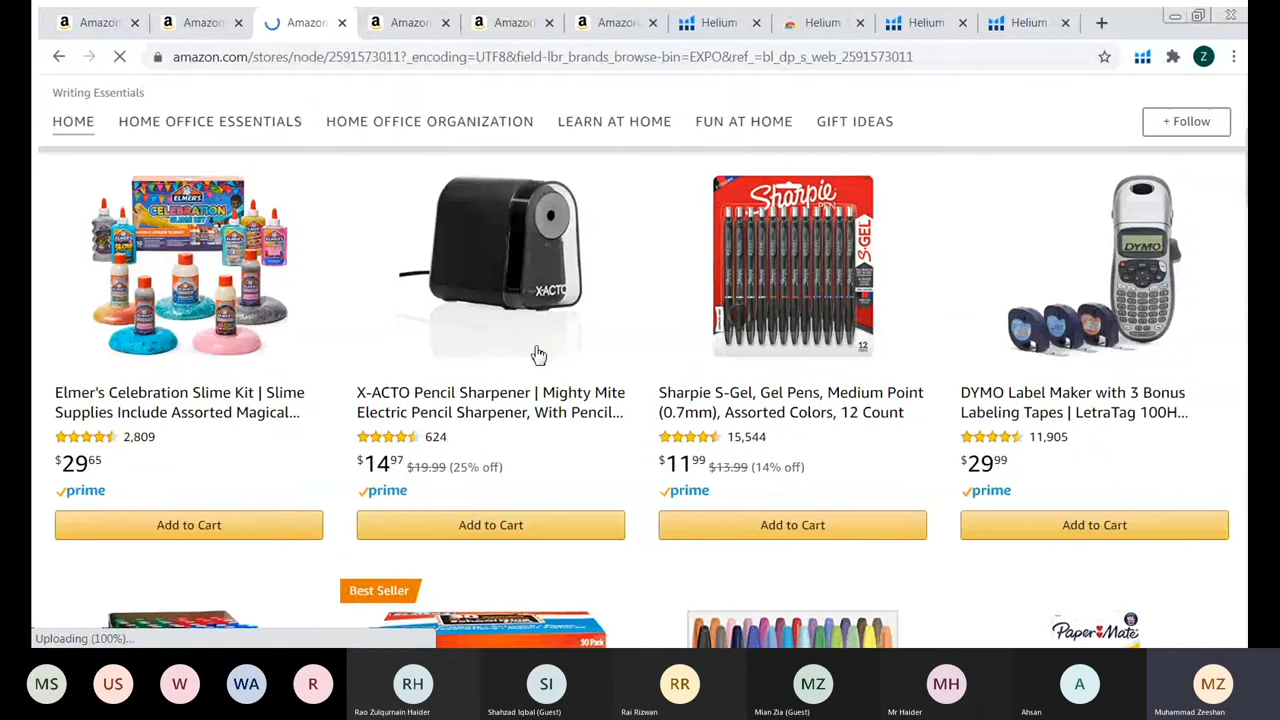 Amazon
Amazon
Amazon
Amazon
Amazon
Amazon
Helium
Helium
Helium
Helium
amazon.com/stores/node/2591573011?_encoding=UTF8&field-lbr_brands_browse-bin=EXPO&ref_=bl_dp_s_web_2591573011
Z
Writing Essentials
HOME HOME OFFICE ESSENTIALS HOME OFFICE ORGANIZATION LEARN AT HOME FUN AT HOME GIFT IDEAS + Follow
ELMER'S
CELEBRATION
SLIME KIT
X-ACTO
Sharpie
PEN
S·GEL
12
DYMO
Elmer's Celebration Slime Kit | Slime
Supplies Include Assorted Magical...
2,809
$29 65
prime
Add to Cart
X-ACTO Pencil Sharpener | Mighty Mite
Electric Pencil Sharpener, With Pencil...
624
$14 97 $19.99 (25% off)
prime
Add to Cart
Sharpie S-Gel, Gel Pens, Medium Point
(0.7mm), Assorted Colors, 12 Count
15,544
$11 99 $13.99 (14% off)
prime
Add to Cart
DYMO Label Maker with 3 Bonus
Labeling Tapes | LetraTag 100H...
11,905
$29 99
prime
Add to Cart
Best Seller
30 Pack
PaperMate
Uploading (100%)...
MS US W WA R RH SI RR MZ MH A MZ
Rao Zulqurnain Haider Shahzad Iqbal (Guest) Rai Rizwan Mian Zia (Guest) Mr Haider Ahsan Muhammad Zeeshan